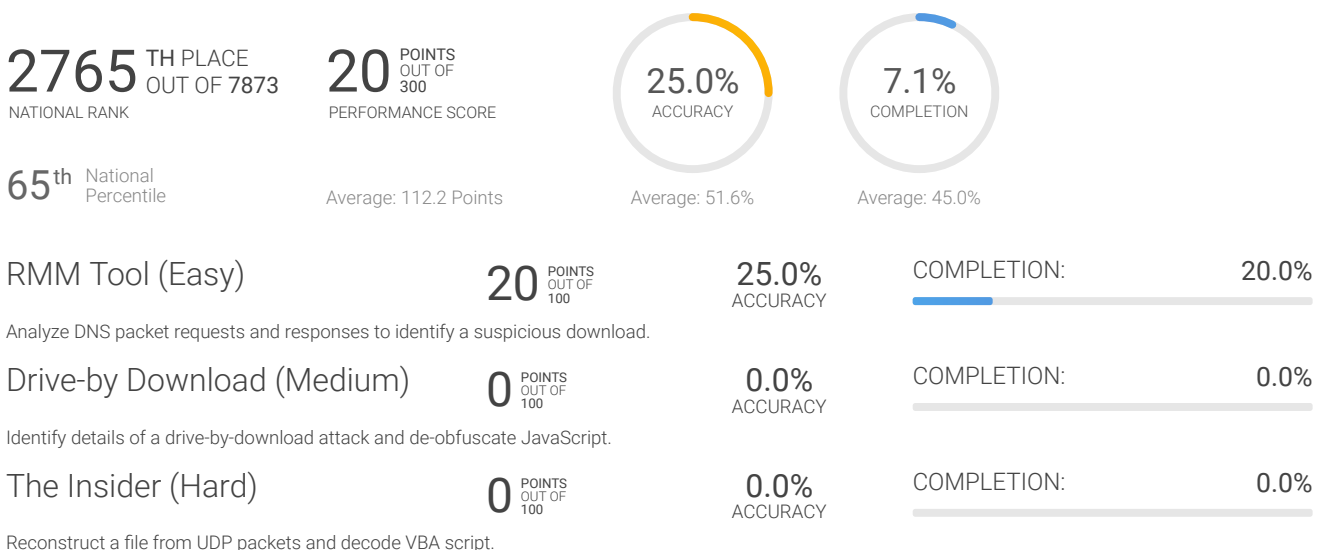 2765 TH PLACE OUT OF 7873
NATIONAL RANK
20 POINTS OUT OF 300
PERFORMANCE SCORE
25.0%
ACCURACY
7.1%
COMPLETION
65th National Percentile
Average: 112.2 Points
Average: 51.6%
Average: 45.0%
RMM Tool (Easy)
20 POINTS OUT OF 100
25.0%
ACCURACY
COMPLETION: 20.0%
Analyze DNS packet requests and responses to identify a suspicious download.
Drive-by Download (Medium)
0 POINTS OUT OF 100
0.0%
ACCURACY
COMPLETION: 0.0%
Identify details of a drive-by-download attack and de-obfuscate JavaScript.
The Insider (Hard)
0 POINTS OUT OF 100
0.0%
ACCURACY
COMPLETION: 0.0%
Reconstruct a file from UDP packets and decode VBA script.